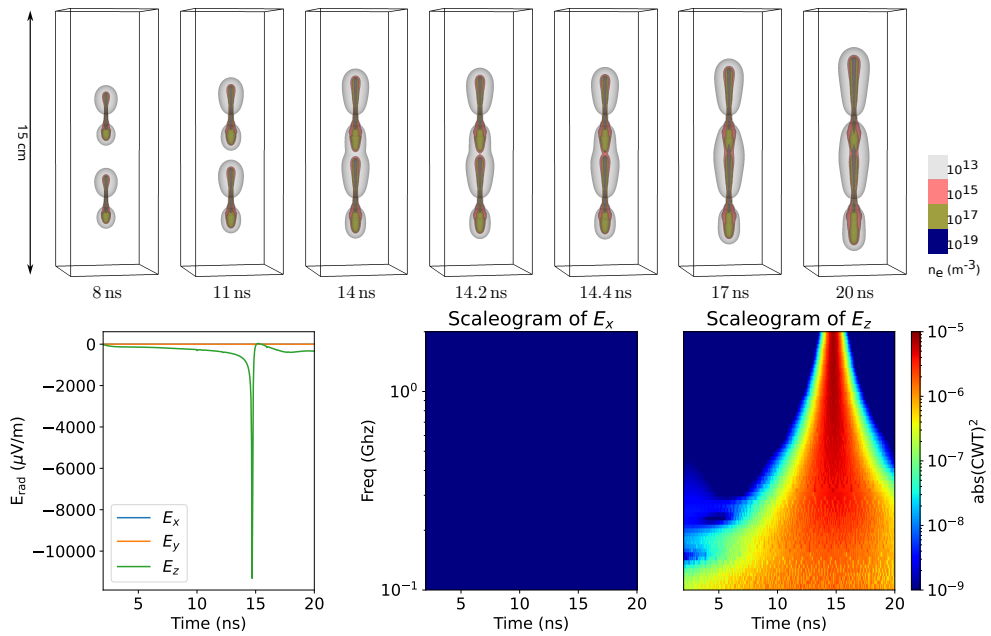 15 cm
8 ns
11 ns
14 ns
14.2 ns
14.4 ns
17 ns
20 ns
10^13
10^15
10^17
10^19
n_e (m^-3)
E_rad (μV/m)
0
−2000
−4000
−6000
−8000
−10000
E_x
E_y
E_z
5
10
15
20
Time (ns)
Scaleogram of E_x
Freq (Ghz)
10^0
10^-1
5
10
15
20
Time (ns)
Scaleogram of E_z
5
10
15
20
Time (ns)
10^-5
10^-6
10^-7
10^-8
10^-9
abs(CWT)^2